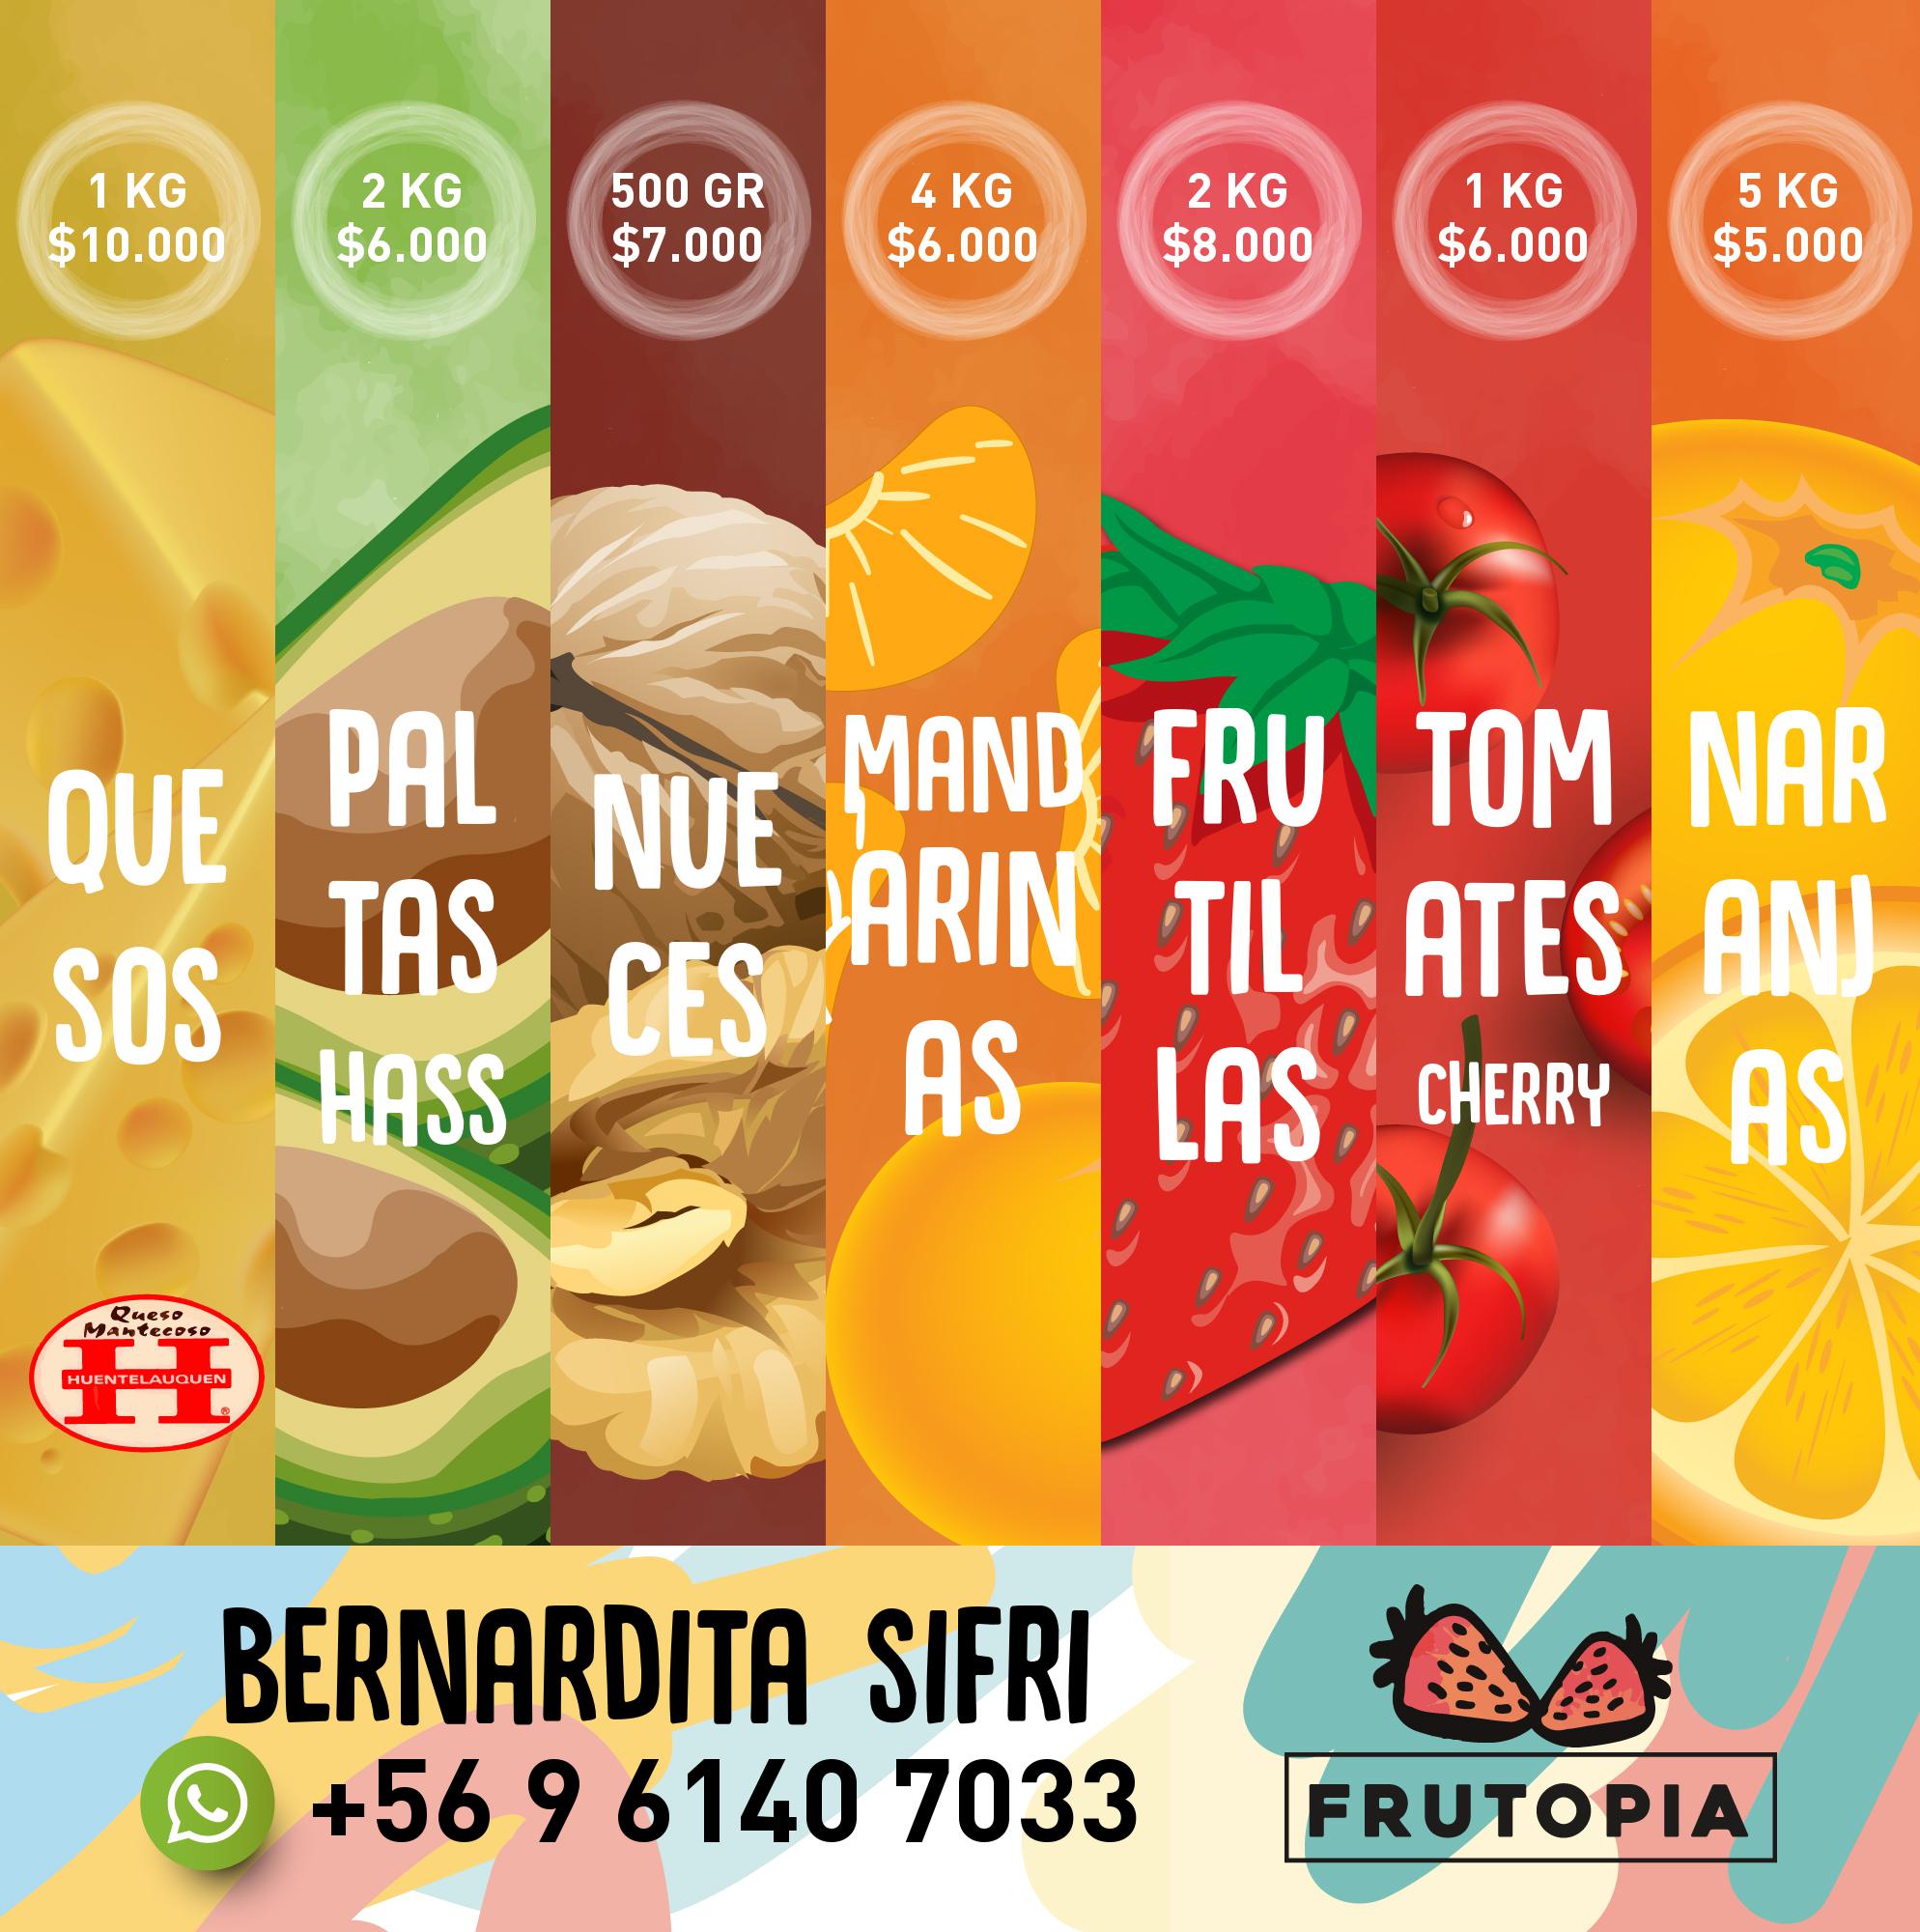 1 KG
$10.000
QUE
SOS
Queso
Mantecoso
H
HUENTELAUQUEN
®
2 KG
$6.000
PAL
TAS
HASS
500 GR
$7.000
NUE
CES
4 KG
$6.000
MAND
ARIN
AS
2 KG
$8.000
FRU
TIL
LAS
1 KG
$6.000
TOM
ATES
CHERRY
5 KG
$5.000
NAR
ANJ
AS
BERNARDITA SIFRI
+56 9 6140 7033
FRUTOPIA